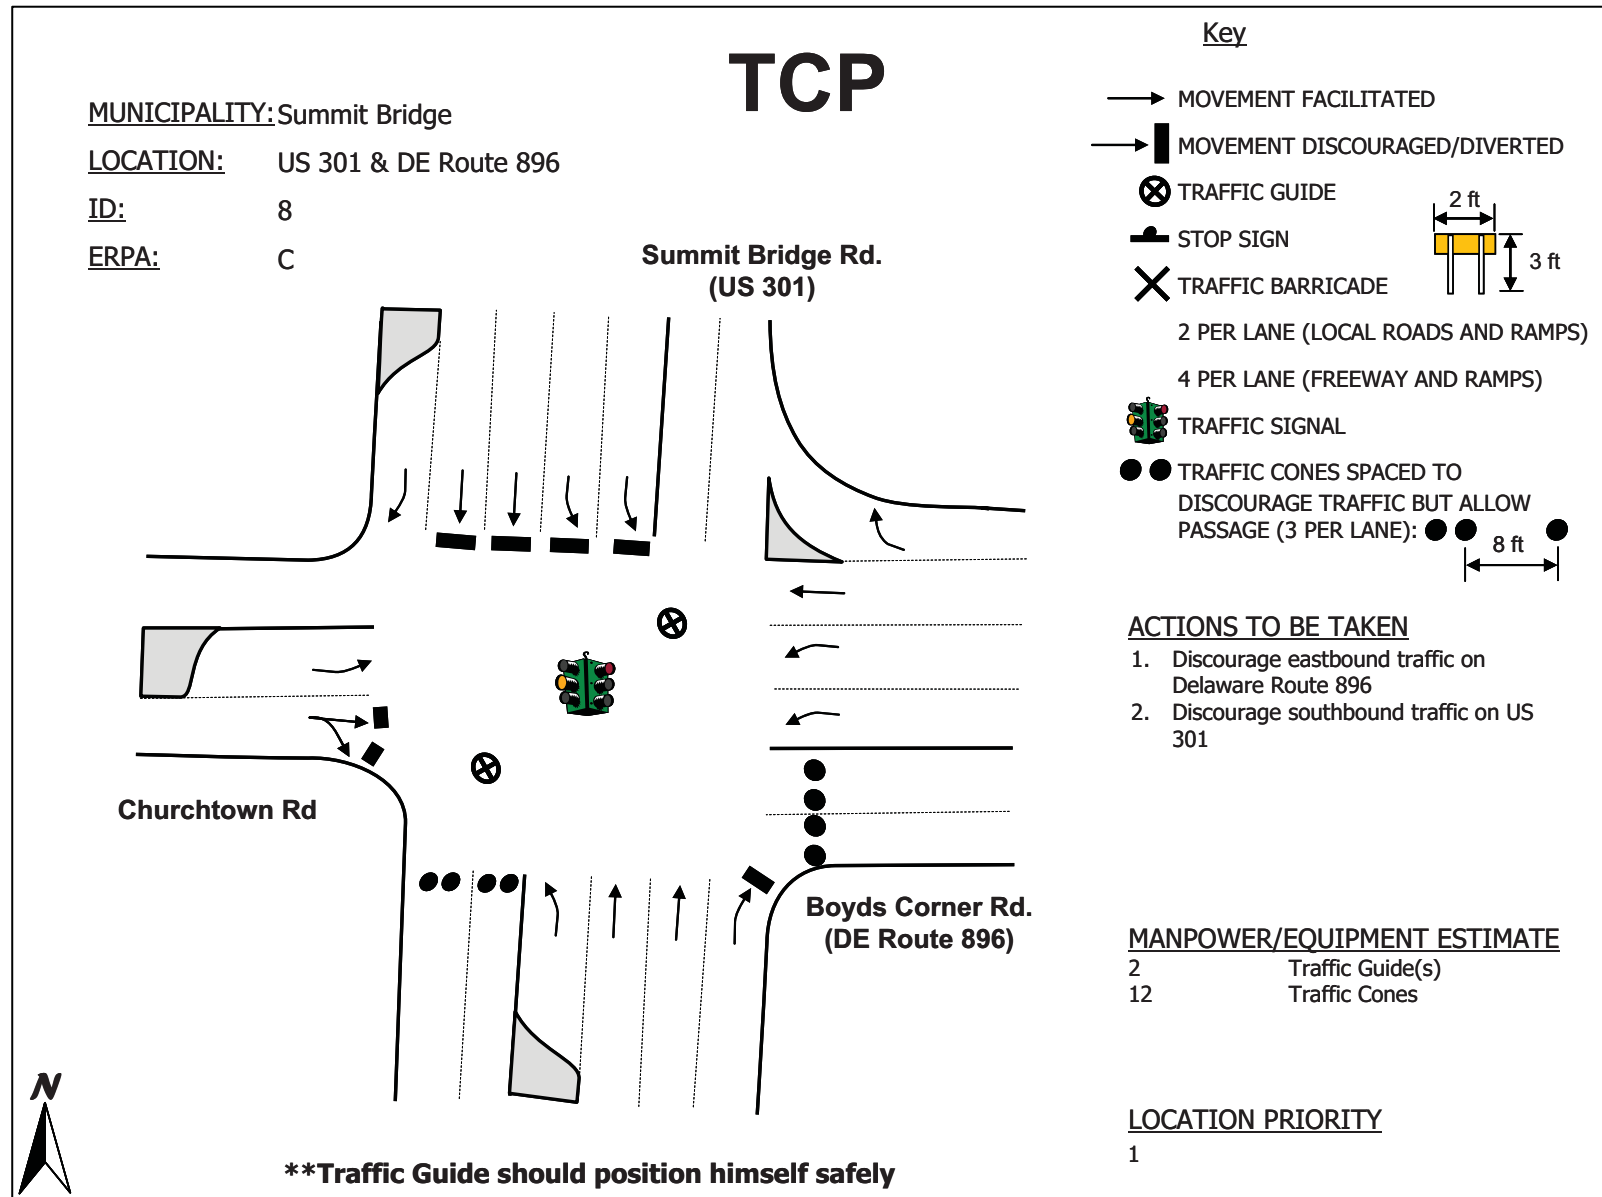 TCP
MUNICIPALITY: Summit Bridge
LOCATION: US 301 & DE Route 896
ID: 8
ERPA: C
Summit Bridge Rd.
(US 301)
Churchtown Rd
Boyds Corner Rd.
(DE Route 896)
N
**Traffic Guide should position himself safely
Key
MOVEMENT FACILITATED
MOVEMENT DISCOURAGED/DIVERTED
TRAFFIC GUIDE
2 ft
STOP SIGN
3 ft
TRAFFIC BARRICADE
2 PER LANE (LOCAL ROADS AND RAMPS)
4 PER LANE (FREEWAY AND RAMPS)
TRAFFIC SIGNAL
TRAFFIC CONES SPACED TO
DISCOURAGE TRAFFIC BUT ALLOW
PASSAGE (3 PER LANE):
8 ft
ACTIONS TO BE TAKEN
1. Discourage eastbound traffic on
Delaware Route 896
2. Discourage southbound traffic on US
301
MANPOWER/EQUIPMENT ESTIMATE
2 Traffic Guide(s)
12 Traffic Cones
LOCATION PRIORITY
1